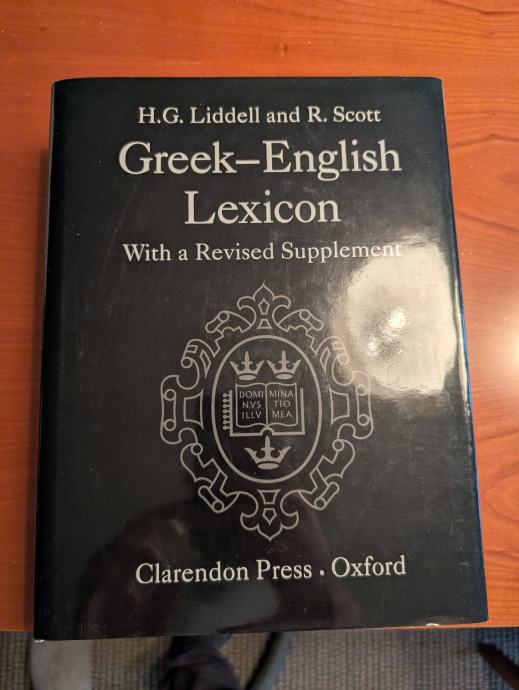 H.G. Liddell and R. Scott
Greek–English
Lexicon
With a Revised Supplement
DOMI MINA
NVS TIO
ILLV MEA
Clarendon Press • Oxford